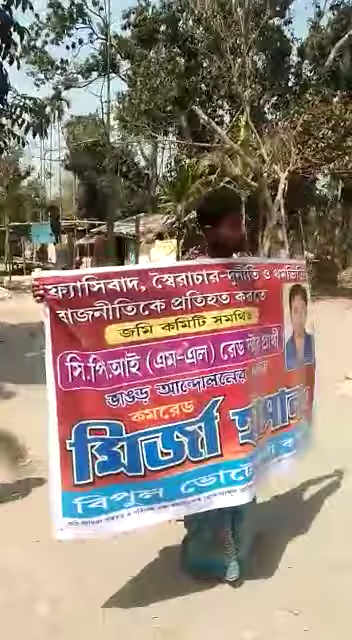 ফ্যাসিবাদ, স্বৈরাচার-দুর্নীতি ও ধর্মভিত্তিক
রাজনীতিকে প্রতিহত করতে
জমি কমিটি সমর্থিত
সি.পি.আই (এম-এল) রেড স্টার প্রার্থী
ভাঙড় আন্দোলনের
কমরেড
মির্জা হাসান
বিপুল ভোটে